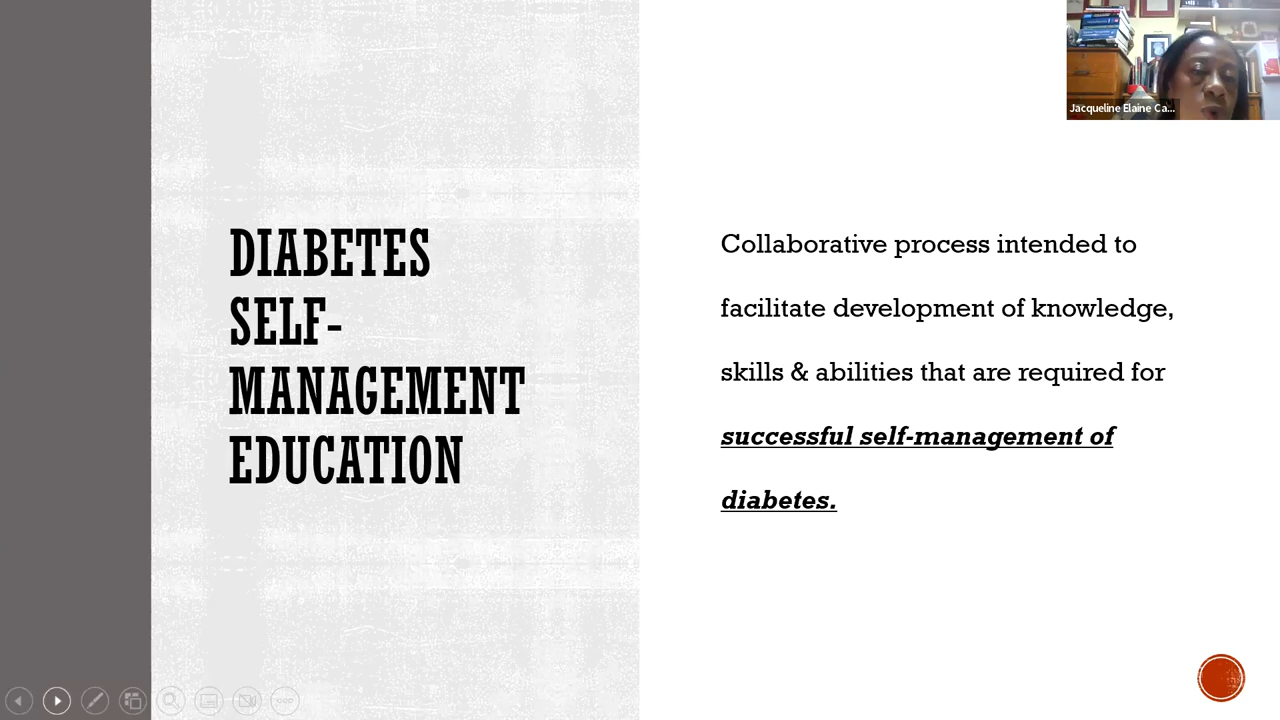 Jacqueline Elaine Ca...
DIABETES
SELF-
MANAGEMENT
EDUCATION
Collaborative process intended to
facilitate development of knowledge,
skills & abilities that are required for
successful self-management of
diabetes.